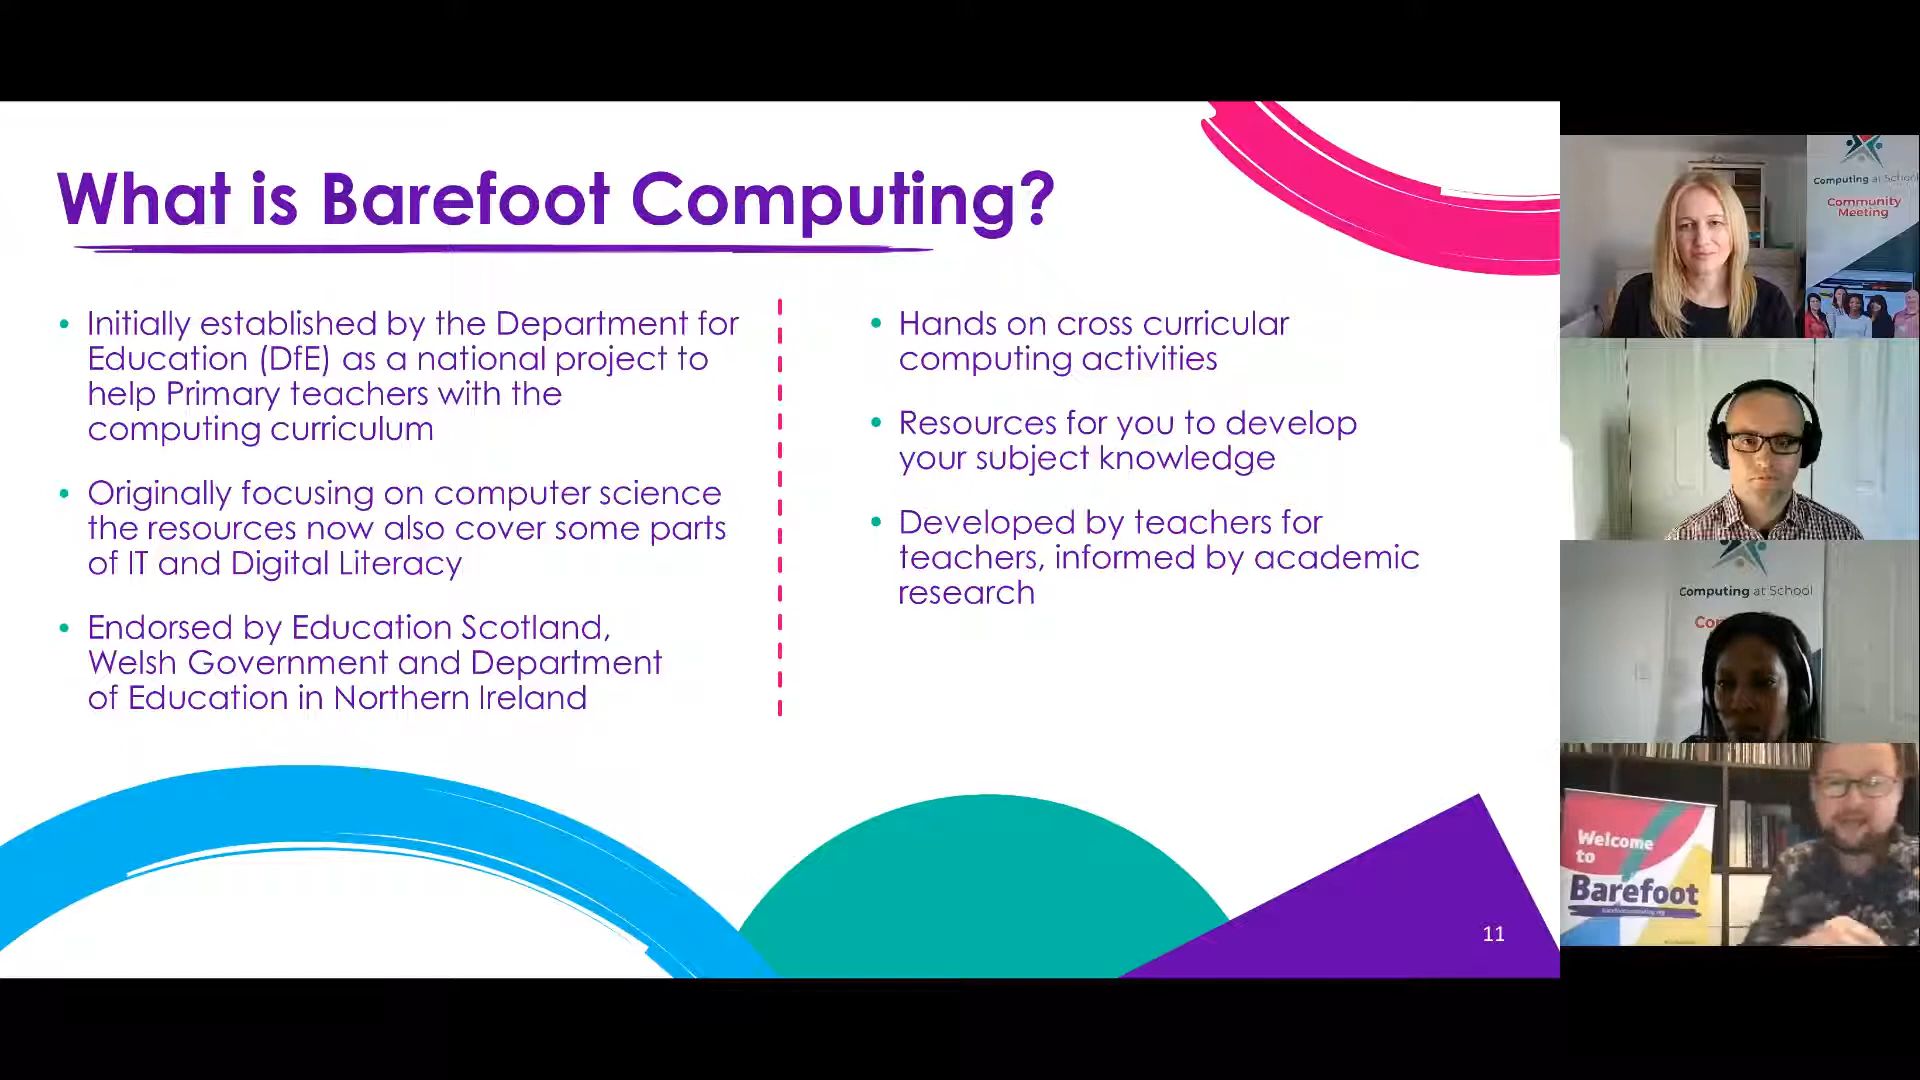 What is Barefoot Computing?
• Initially established by the Department for
Education (DfE) as a national project to
help Primary teachers with the
computing curriculum
• Originally focusing on computer science
the resources now also cover some parts
of IT and Digital Literacy
• Endorsed by Education Scotland,
Welsh Government and Department
of Education in Northern Ireland
• Hands on cross curricular
computing activities
• Resources for you to develop
your subject knowledge
• Developed by teachers for
teachers, informed by academic
research
11
Computing at School
Community
Meeting
Computing at School
Welcome
to
Barefoot